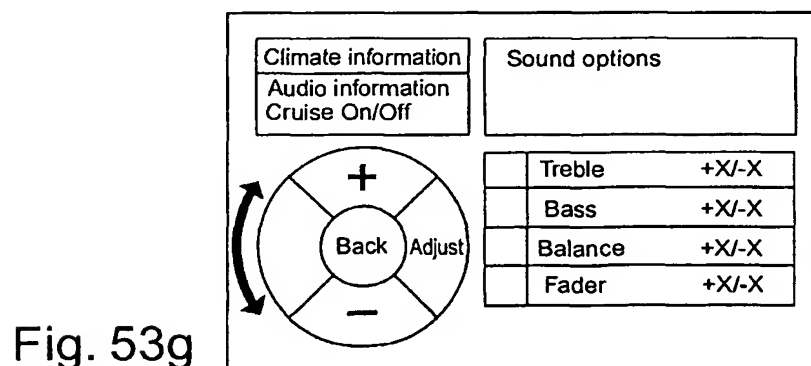 Climate information
Audio information
Cruise On/Off
Sound options
+
Back
Adjust
−
Treble +X/-X
Bass +X/-X
Balance +X/-X
Fader +X/-X
Fig. 53g